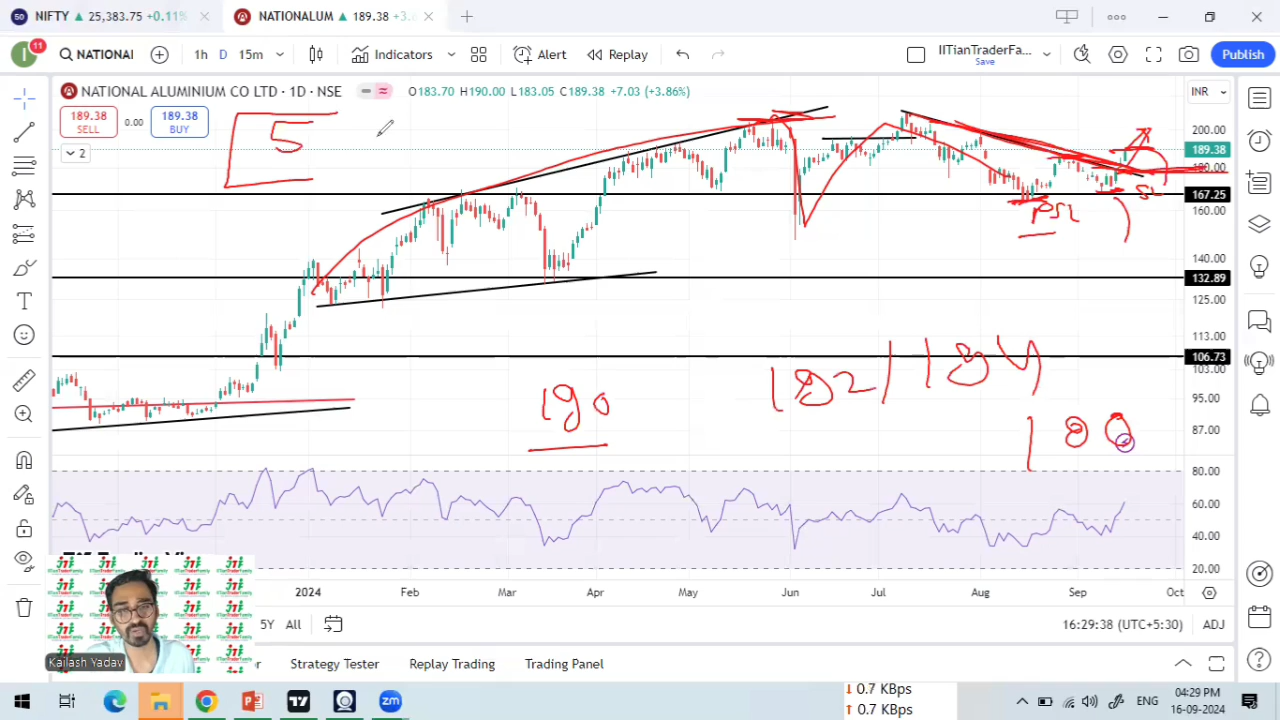 NIFTY ▲ 25,383.75 +0.11%
NATIONALUM ▲ 189.38
11
NATIONAL
1h D 15m
Indicators
Alert
Replay
IITianTraderFa...
Save
Publish
NATIONAL ALUMINIUM CO LTD · 1D · NSE
O183.70 H190.00 L183.05 C189.38 +7.03 (+3.86%)
INR
189.38
SELL
0.00
189.38
BUY
2
5
200.00
189.38
180.00
167.25
160.00
140.00
132.89
125.00
113.00
106.73
103.00
95.00
87.00
SL
190
182/184
180
80.00
60.00
40.00
20.00
2024 Feb Mar Apr May Jun Jul Aug Sep Oct
5Y All
16:29:38 (UTC+5:30) ADJ
Kailash Yadav
Strategy Tester
Replay Trading
Trading Panel
0.7 KBps
0.7 KBps
ENG
04:29 PM
16-09-2024